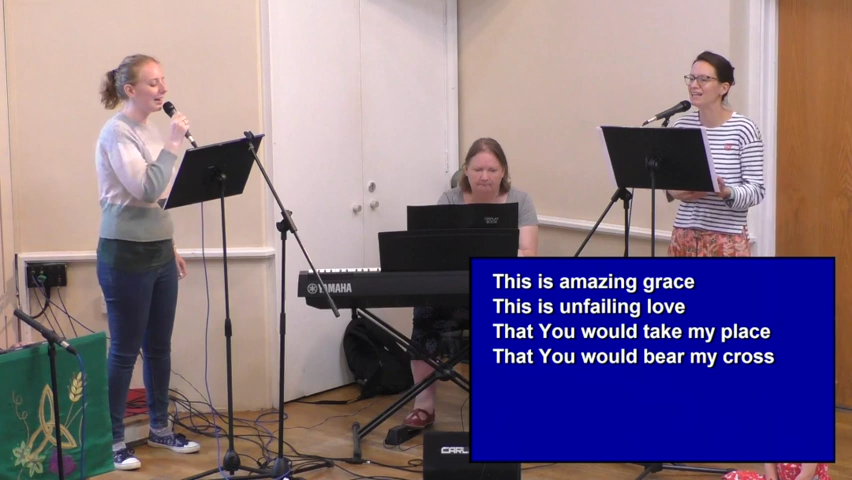 YAMAHA
This is amazing grace
This is unfailing love
That You would take my place
That You would bear my cross